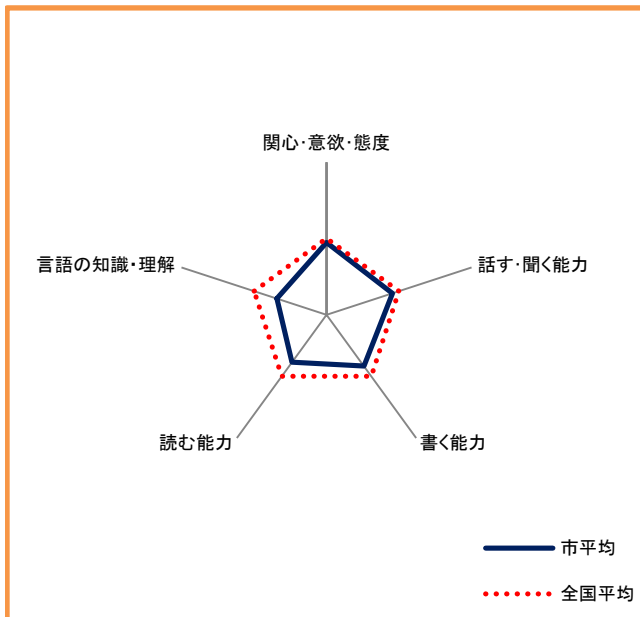 関心・意欲・態度
言語の知識・理解
話す・聞く能力
読む能力
書く能力
市平均
全国平均